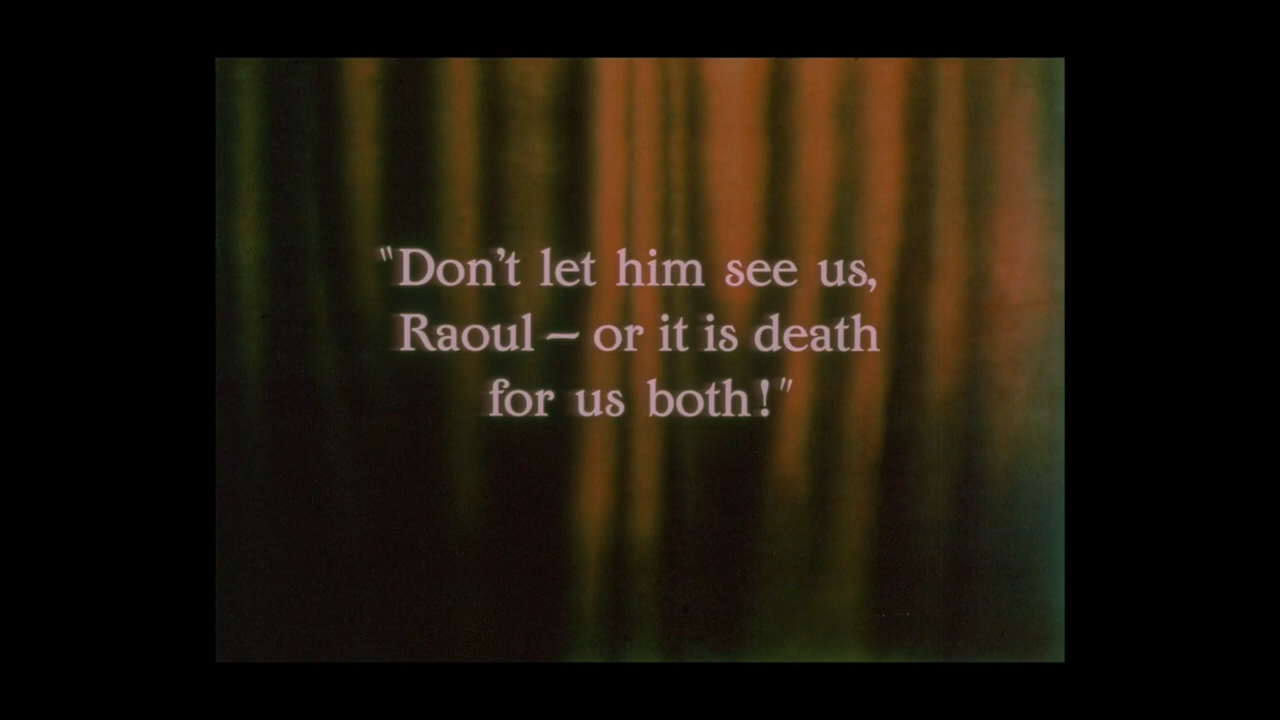 "Don't let him see us,
Raoul – or it is death
for us both!"